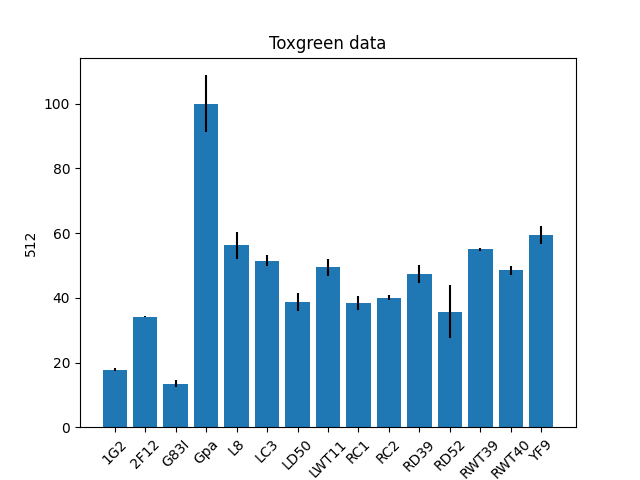 Toxgreen data
100
80
60
40
20
0
512
1G2
2F12
G83I
Gpa
L8
LC3
LD50
LWT11
RC1
RC2
RD39
RD52
RWT39
RWT40
YF9